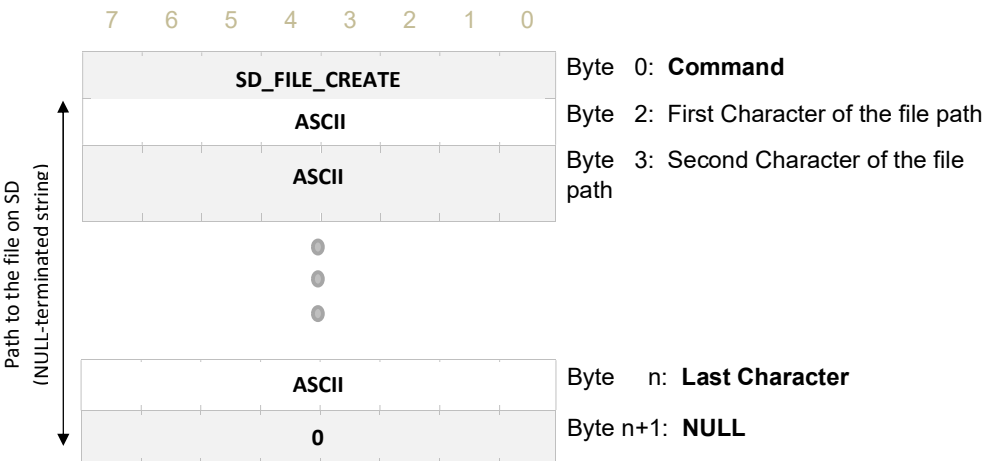 7 6 5 4 3 2 1 0
SD_FILE_CREATE
Byte 0: Command
ASCII
Byte 2: First Character of the file path
ASCII
Byte 3: Second Character of the file
path
Path to the file on SD
(NULL-terminated string)
ASCII
Byte n: Last Character
0
Byte n+1: NULL